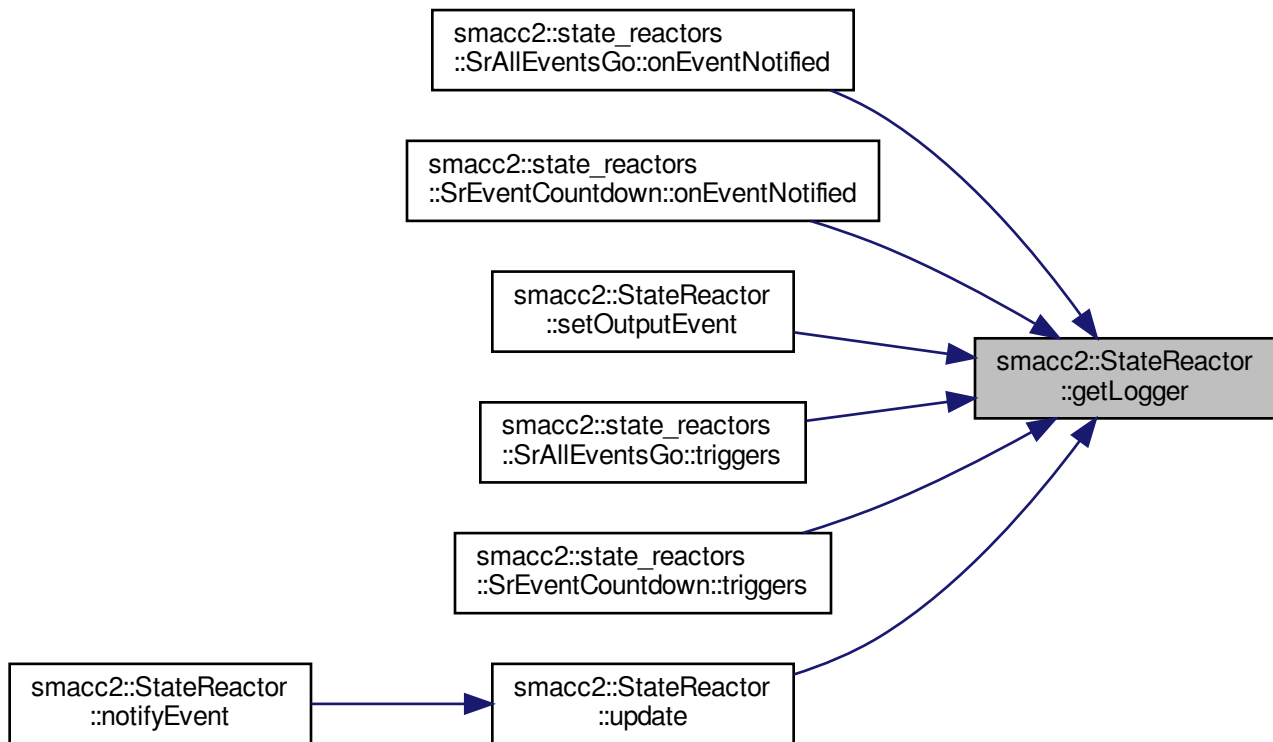 smacc2::state_reactors
::SrAllEventsGo::onEventNotified
smacc2::state_reactors
::SrEventCountdown::onEventNotified
smacc2::StateReactor
::setOutputEvent
smacc2::StateReactor
::getLogger
smacc2::state_reactors
::SrAllEventsGo::triggers
smacc2::state_reactors
::SrEventCountdown::triggers
smacc2::StateReactor
::notifyEvent
smacc2::StateReactor
::update